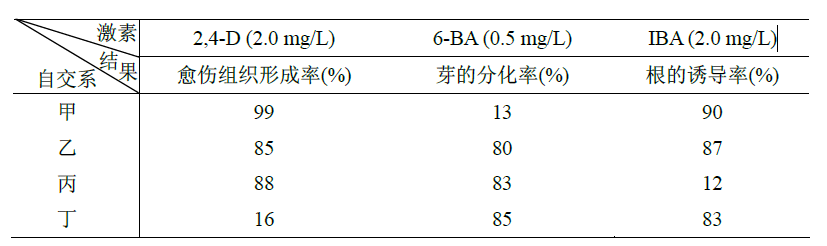 激素 2,4-D (2.0 mg/L) 6-BA (0.5 mg/L) IBA (2.0 mg/L)
结果
自交系 愈伤组织形成率(%) 芽的分化率(%) 根的诱导率(%)
甲 99 13 90
乙 85 80 87
丙 88 83 12
丁 16 85 83